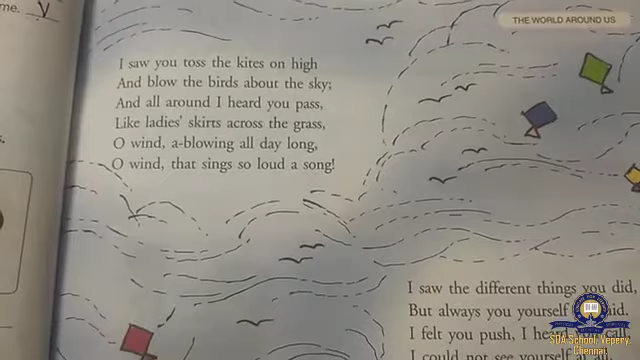 me. y
THE WORLD AROUND US
I saw you toss the kites on high
And blow the birds about the sky;
And all around I heard you pass,
Like ladies' skirts across the grass,
O wind, a-blowing all day long,
O wind, that sings so loud a song!
I saw the different things you did,
But always you yourself
I felt you push, I
I could not see
SDA School, Vepery,
Chennai.